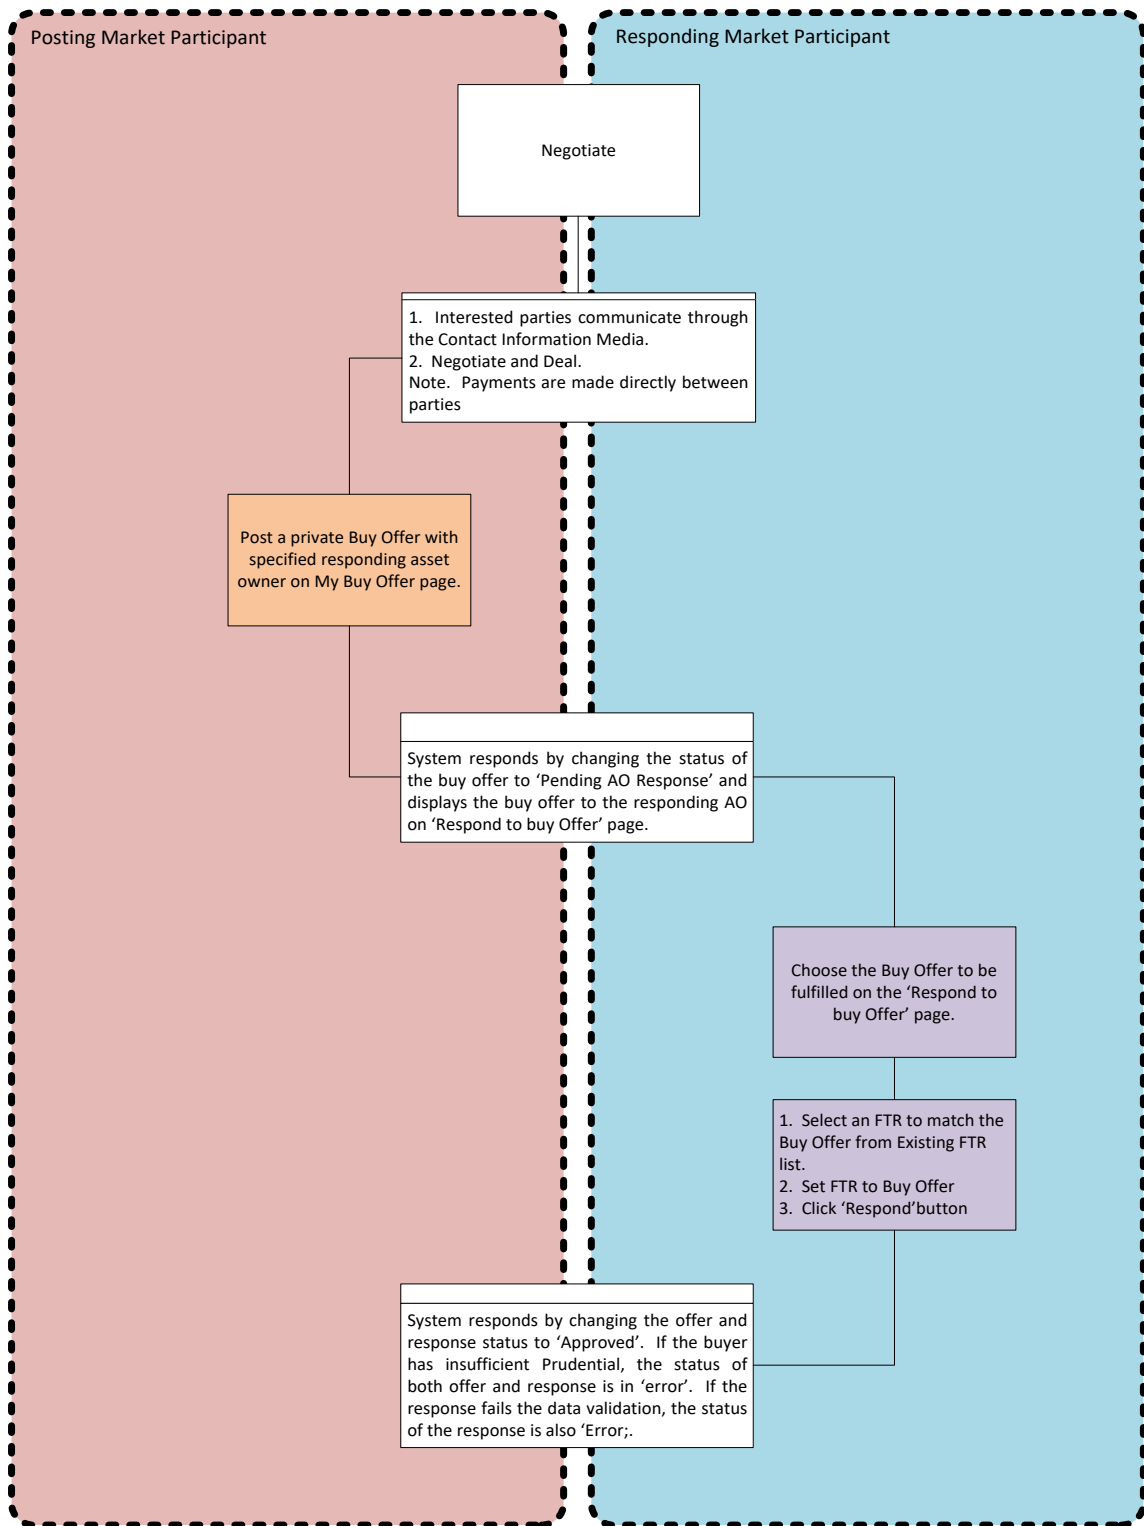 Posting Market Participant
Responding Market Participant
Negotiate
1. Interested parties communicate through
the Contact Information Media.
2. Negotiate and Deal.
Note. Payments are made directly between
parties
Post a private Buy Offer with
specified responding asset
owner on My Buy Offer page.
System responds by changing the status of
the buy offer to ‘Pending AO Response’ and
displays the buy offer to the responding AO
on ‘Respond to buy Offer’ page.
Choose the Buy Offer to be
fulfilled on the ‘Respond to
buy Offer’ page.
1. Select an FTR to match the
Buy Offer from Existing FTR
list.
2. Set FTR to Buy Offer
3. Click ‘Respond’button
System responds by changing the offer and
response status to ‘Approved’. If the buyer
has insufficient Prudential, the status of
both offer and response is in ‘error’. If the
response fails the data validation, the status
of the response is also ‘Error;.